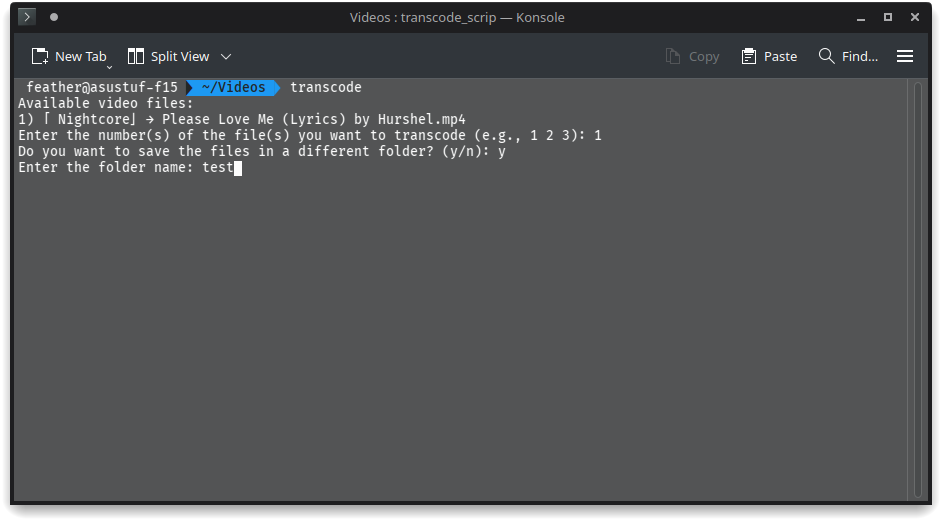 Videos : transcode_scrip — Konsole
New Tab Split View Copy Paste Find...
feather@asustuf-f15 ~/Videos transcode
Available video files:
1) ⌈ Nightcore⌋ → Please Love Me (Lyrics) by Hurshel.mp4
Enter the number(s) of the file(s) you want to transcode (e.g., 1 2 3): 1
Do you want to save the files in a different folder? (y/n): y
Enter the folder name: test